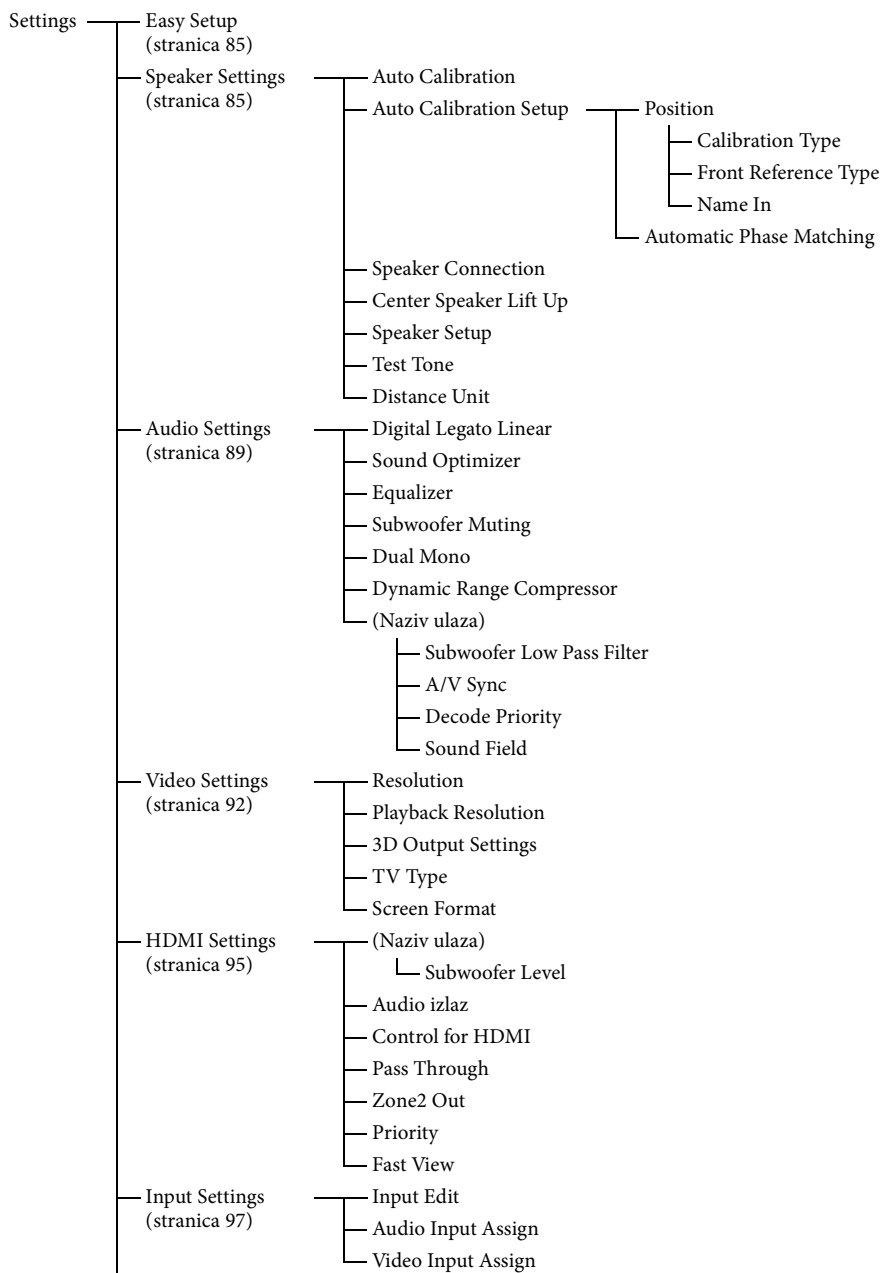 Settings
Easy Setup
(stranica 85)
Speaker Settings
(stranica 85)
Auto Calibration
Auto Calibration Setup
Position
Calibration Type
Front Reference Type
Name In
Automatic Phase Matching
Speaker Connection
Center Speaker Lift Up
Speaker Setup
Test Tone
Distance Unit
Audio Settings
(stranica 89)
Digital Legato Linear
Sound Optimizer
Equalizer
Subwoofer Muting
Dual Mono
Dynamic Range Compressor
(Naziv ulaza)
Subwoofer Low Pass Filter
A/V Sync
Decode Priority
Sound Field
Video Settings
(stranica 92)
Resolution
Playback Resolution
3D Output Settings
TV Type
Screen Format
HDMI Settings
(stranica 95)
(Naziv ulaza)
Subwoofer Level
Audio izlaz
Control for HDMI
Pass Through
Zone2 Out
Priority
Fast View
Input Settings
(stranica 97)
Input Edit
Audio Input Assign
Video Input Assign